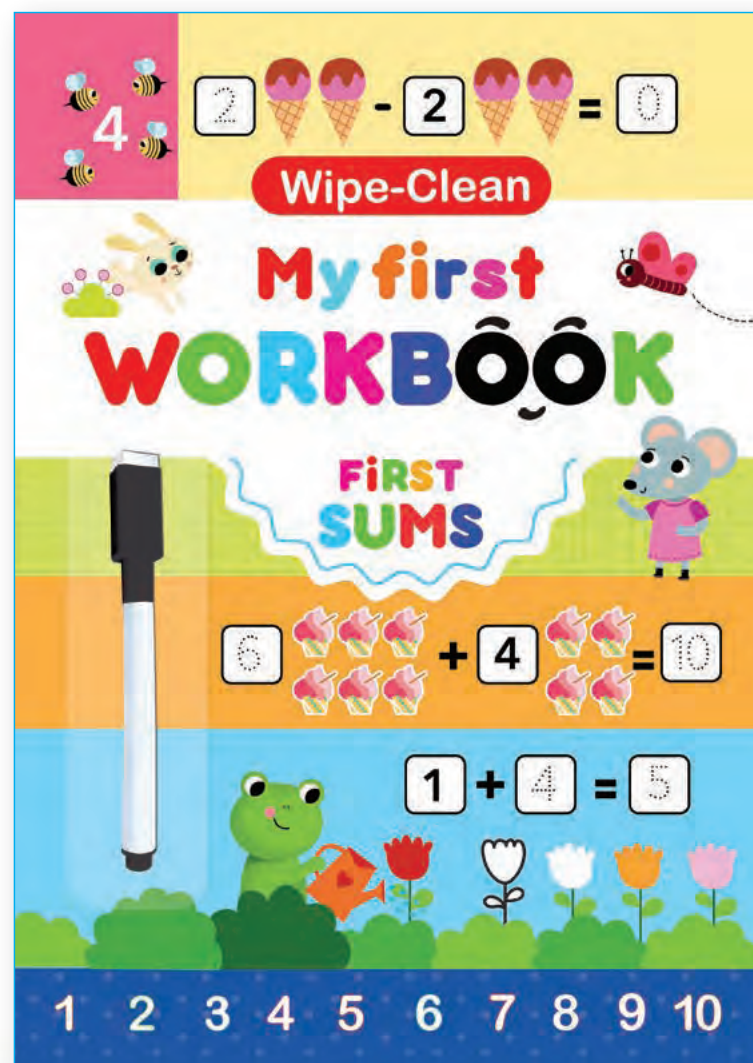 4
2 - 2 = 0
Wipe-Clean
My first
WORKBOOK
FiRST
SUMS
6 + 4 = 10
1 + 4 = 5
1 2 3 4 5 6 7 8 9 10